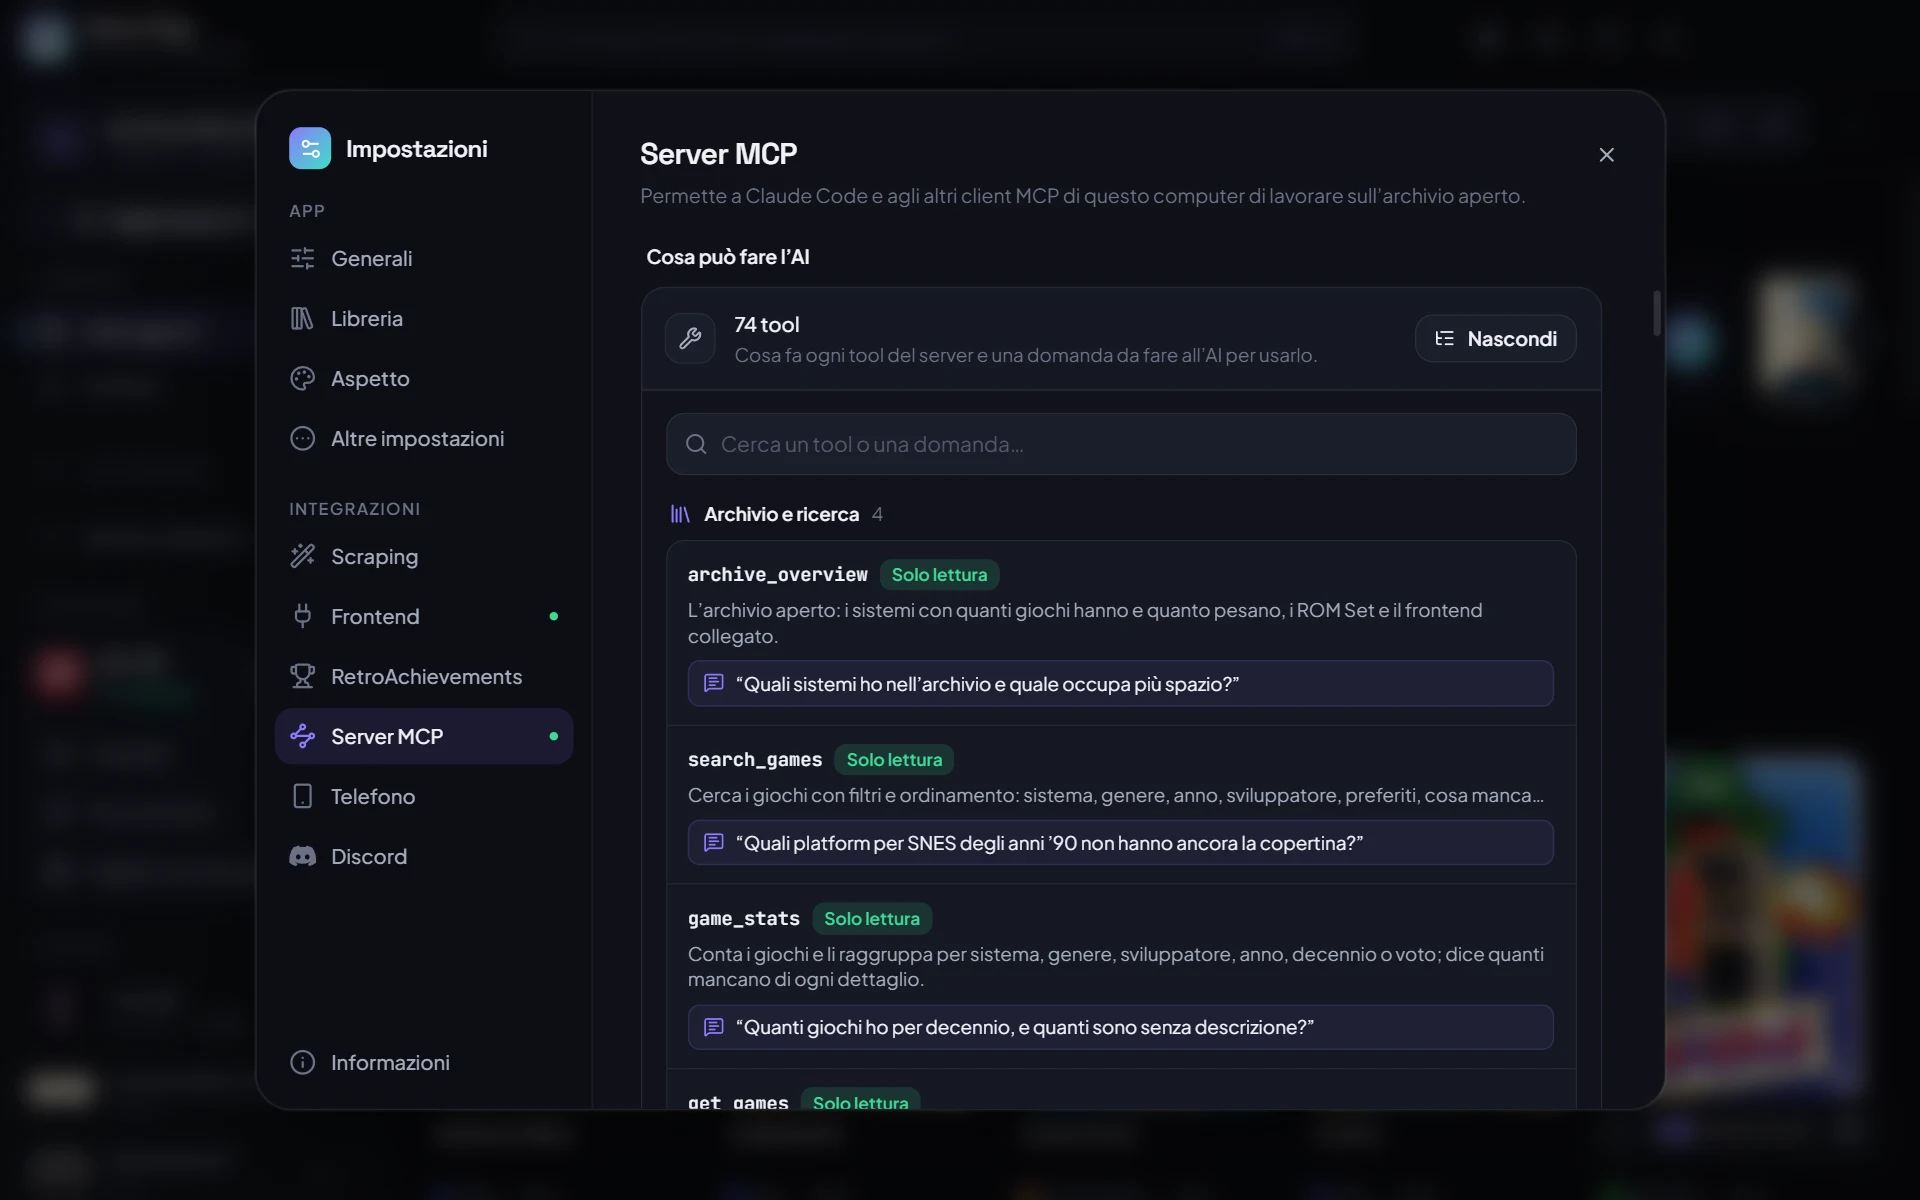 Impostazioni
APP
Generali
Libreria
Aspetto
Altre impostazioni
INTEGRAZIONI
Scraping
Frontend
RetroAchievements
Server MCP
Telefono
Discord
Informazioni
Server MCP
Permette a Claude Code e agli altri client MCP di questo computer di lavorare sull’archivio aperto.
Cosa può fare l’AI
74 tool
Cosa fa ogni tool del server e una domanda da fare all’AI per usarlo.
Nascondi
Cerca un tool o una domanda…
Archivio e ricerca 4
archive_overview Solo lettura
L’archivio aperto: i sistemi con quanti giochi hanno e quanto pesano, i ROM Set e il frontend
collegato.
“Quali sistemi ho nell’archivio e quale occupa più spazio?”
search_games Solo lettura
Cerca i giochi con filtri e ordinamento: sistema, genere, anno, sviluppatore, preferiti, cosa manca…
“Quali platform per SNES degli anni ’90 non hanno ancora la copertina?”
game_stats Solo lettura
Conta i giochi e li raggruppa per sistema, genere, sviluppatore, anno, decennio o voto; dice quanti
mancano di ogni dettaglio.
“Quanti giochi ho per decennio, e quanti sono senza descrizione?”
get_games Solo lettura